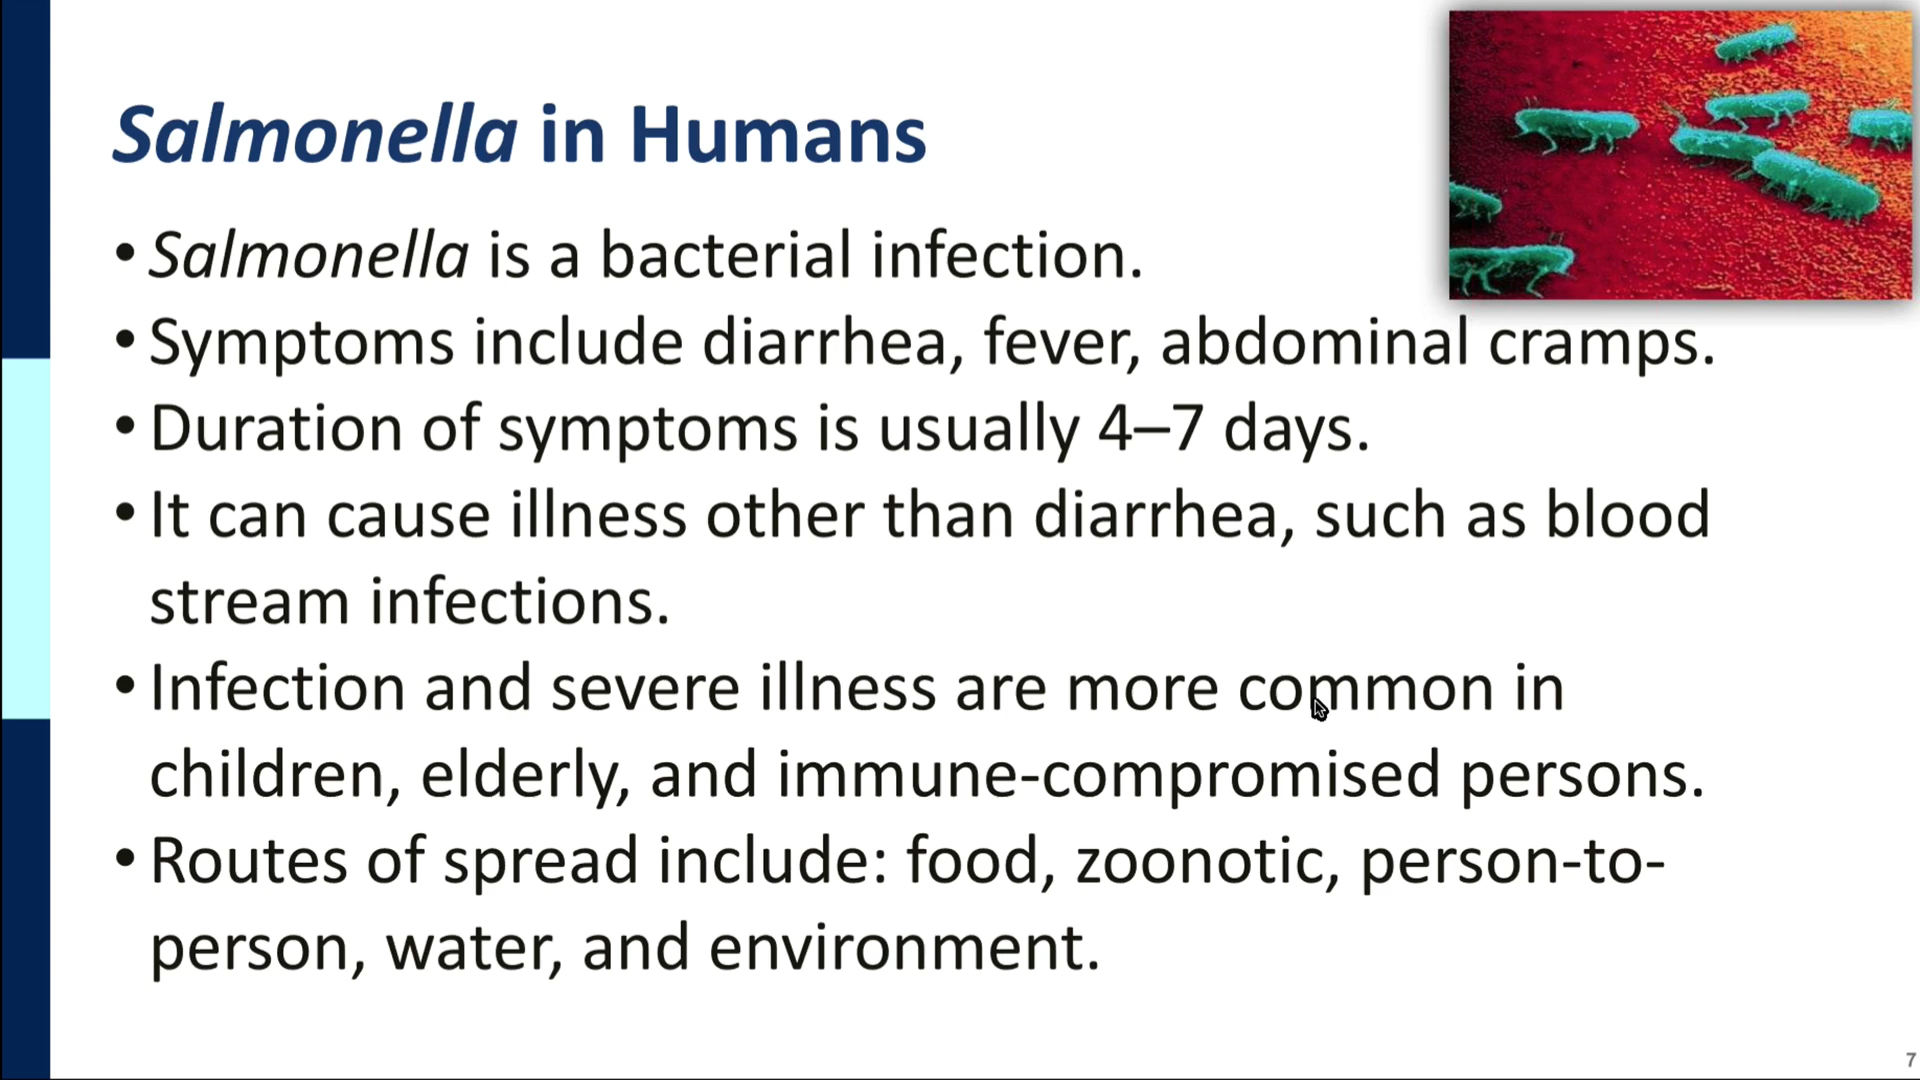 Salmonella in Humans
• Salmonella is a bacterial infection.
• Symptoms include diarrhea, fever, abdominal cramps.
• Duration of symptoms is usually 4–7 days.
• It can cause illness other than diarrhea, such as blood
stream infections.
• Infection and severe illness are more common in
children, elderly, and immune-compromised persons.
• Routes of spread include: food, zoonotic, person-to-
person, water, and environment.
7